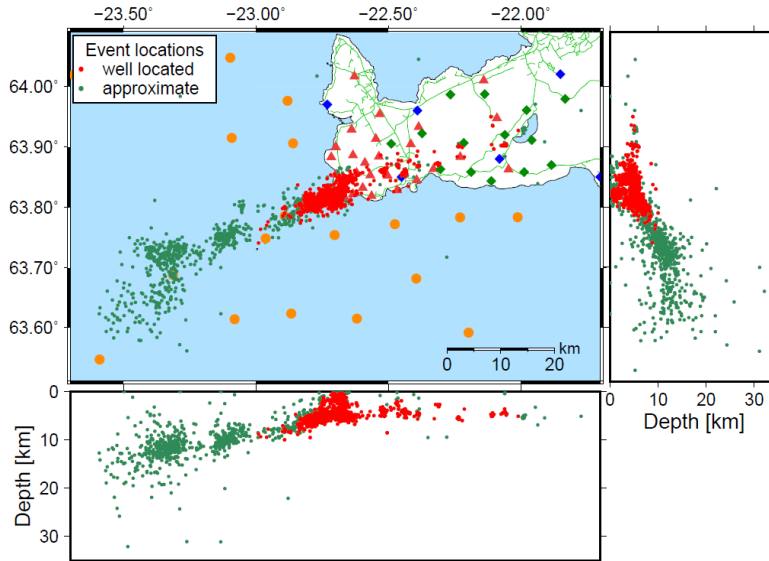 −23.50° −23.00° −22.50° −22.00°
Event locations
well located
approximate
64.00°
63.90°
63.80°
63.70°
63.60°
km
0 10 20
0 10 20 30
Depth [km]
0
10
20
30
Depth [km]